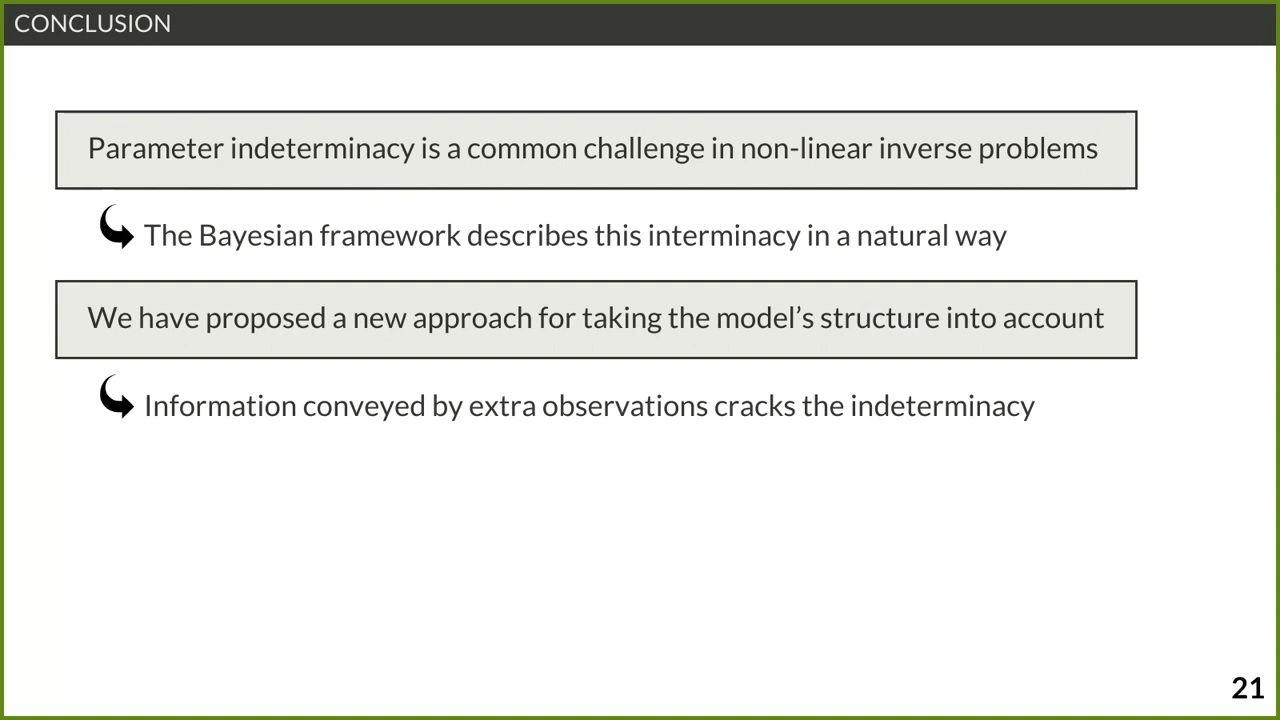 CONCLUSION
Parameter indeterminacy is a common challenge in non-linear inverse problems
The Bayesian framework describes this interminacy in a natural way
We have proposed a new approach for taking the model’s structure into account
Information conveyed by extra observations cracks the indeterminacy
21